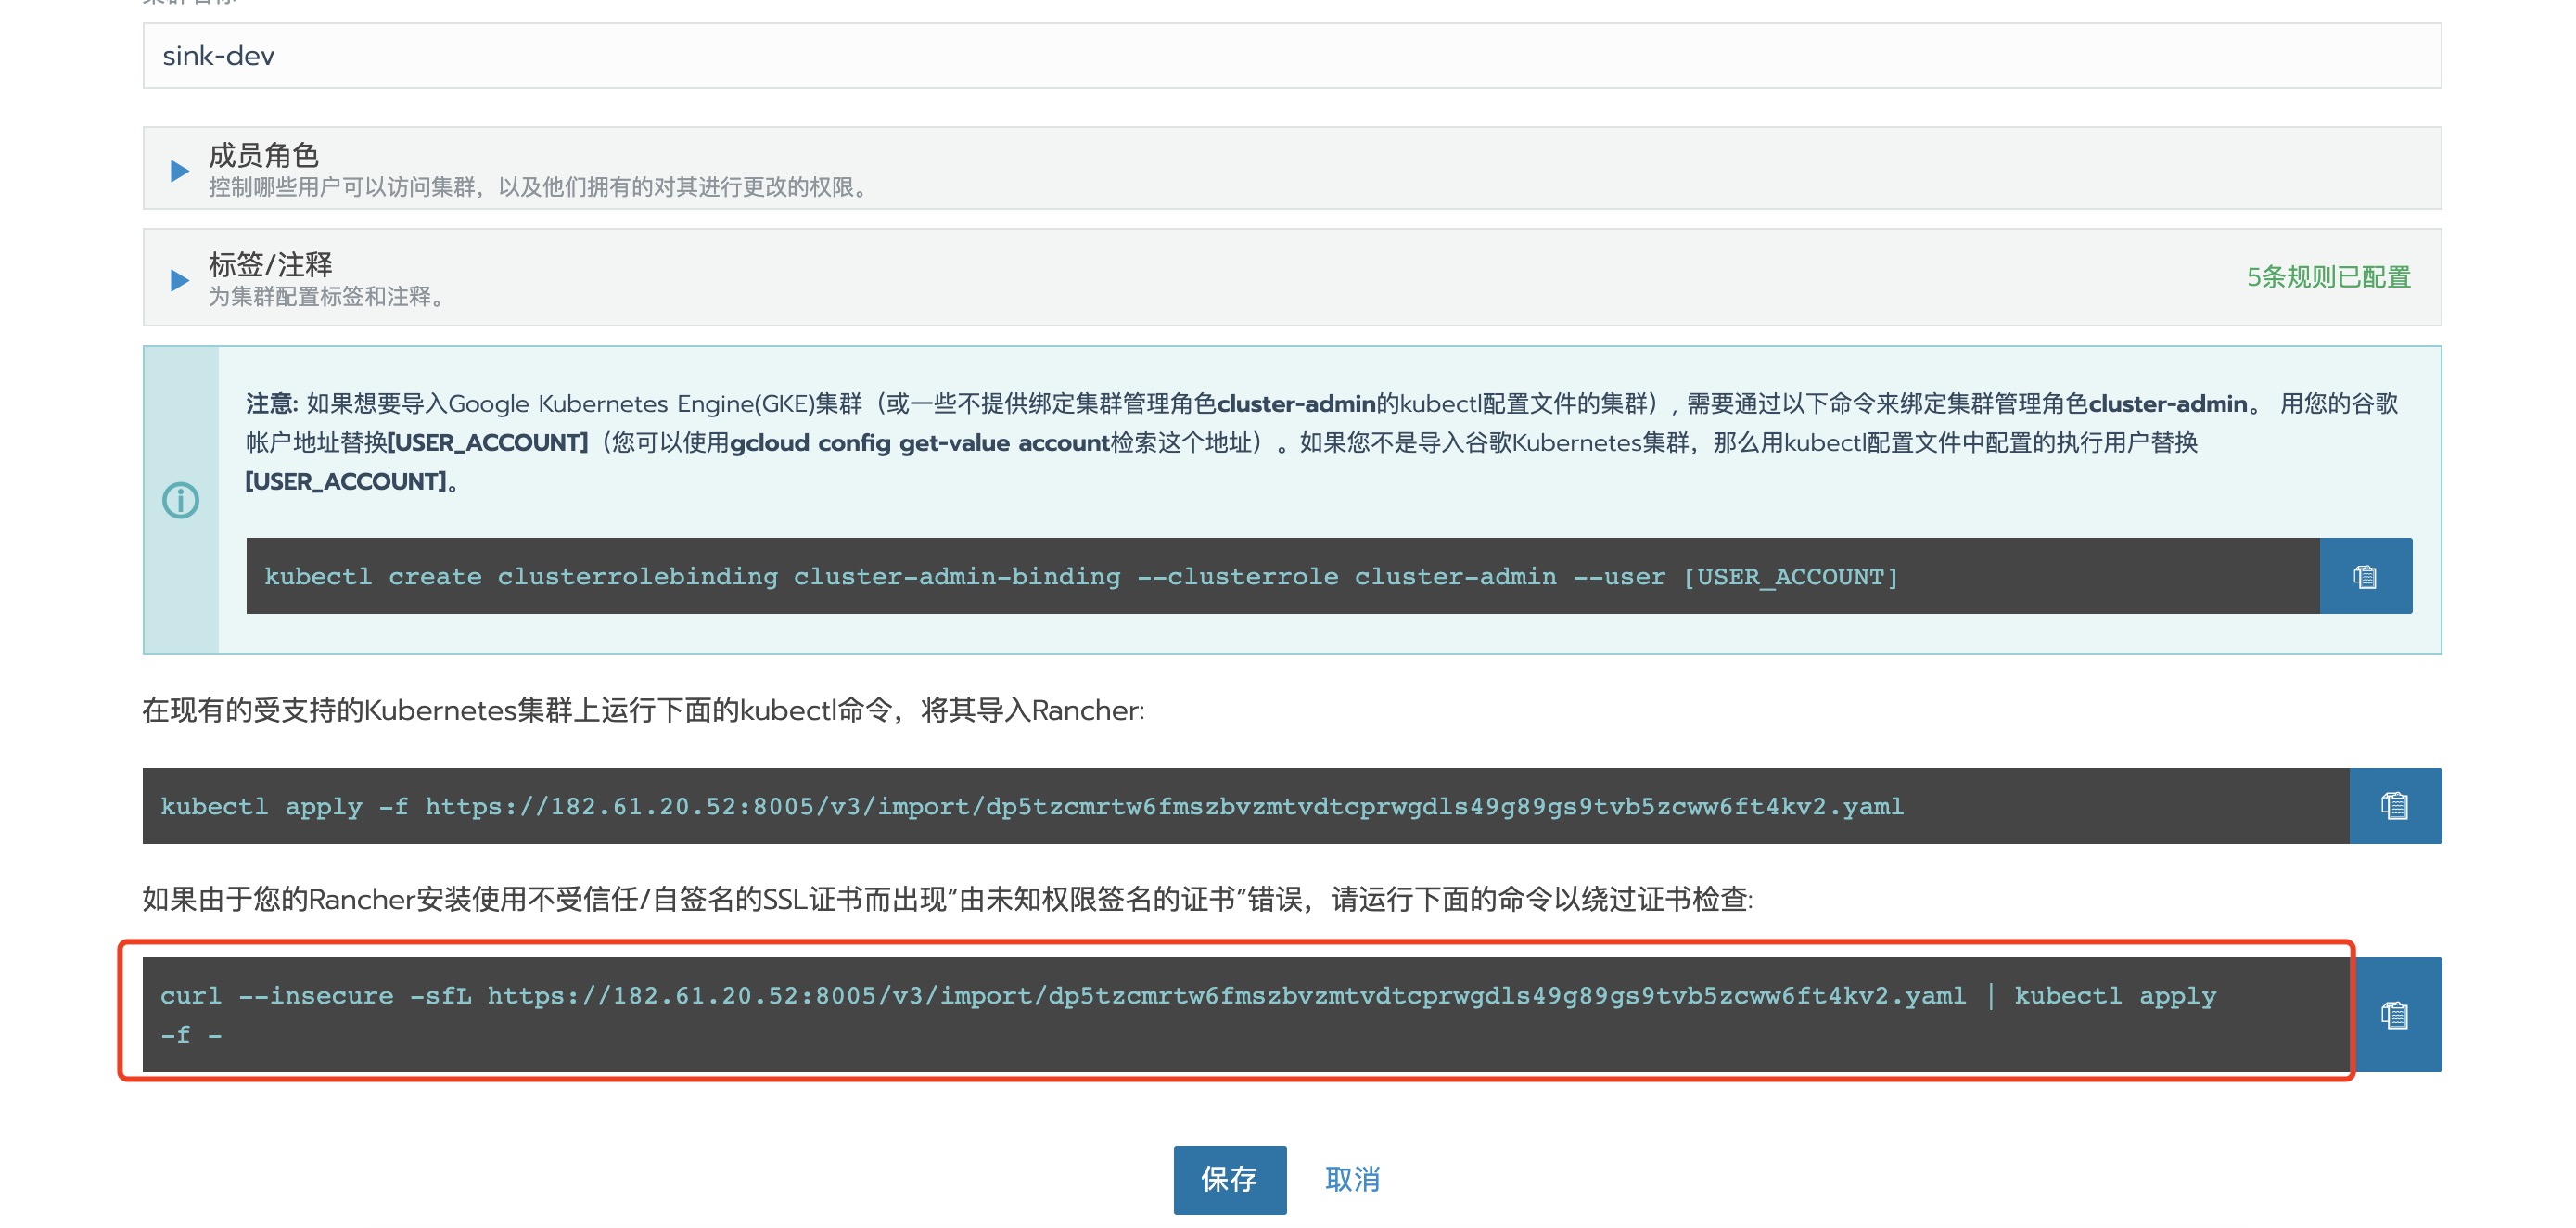 sink-dev
成员角色
控制哪些用户可以访问集群，以及他们拥有的对其进行更改的权限。
标签/注释
为集群配置标签和注释。
5条规则已配置
注意: 如果想要导入Google Kubernetes Engine(GKE)集群（或一些不提供绑定集群管理角色cluster-admin的kubectl配置文件的集群）, 需要通过以下命令来绑定集群管理角色cluster-admin。 用您的谷歌
帐户地址替换[USER_ACCOUNT]（您可以使用gcloud config get-value account检索这个地址）。如果您不是导入谷歌Kubernetes集群，那么用kubectl配置文件中配置的执行用户替换
[USER_ACCOUNT]。
kubectl create clusterrolebinding cluster-admin-binding --clusterrole cluster-admin --user [USER_ACCOUNT]
在现有的受支持的Kubernetes集群上运行下面的kubectl命令，将其导入Rancher:
kubectl apply -f https://182.61.20.52:8005/v3/import/dp5tzcmrtw6fmszbvzmtvdtcprwgdls49g89gs9tvb5zcww6ft4kv2.yaml
如果由于您的Rancher安装使用不受信任/自签名的SSL证书而出现“由未知权限签名的证书”错误，请运行下面的命令以绕过证书检查:
curl --insecure -sfL https://182.61.20.52:8005/v3/import/dp5tzcmrtw6fmszbvzmtvdtcprwgdls49g89gs9tvb5zcww6ft4kv2.yaml | kubectl apply
-f -
保存
取消